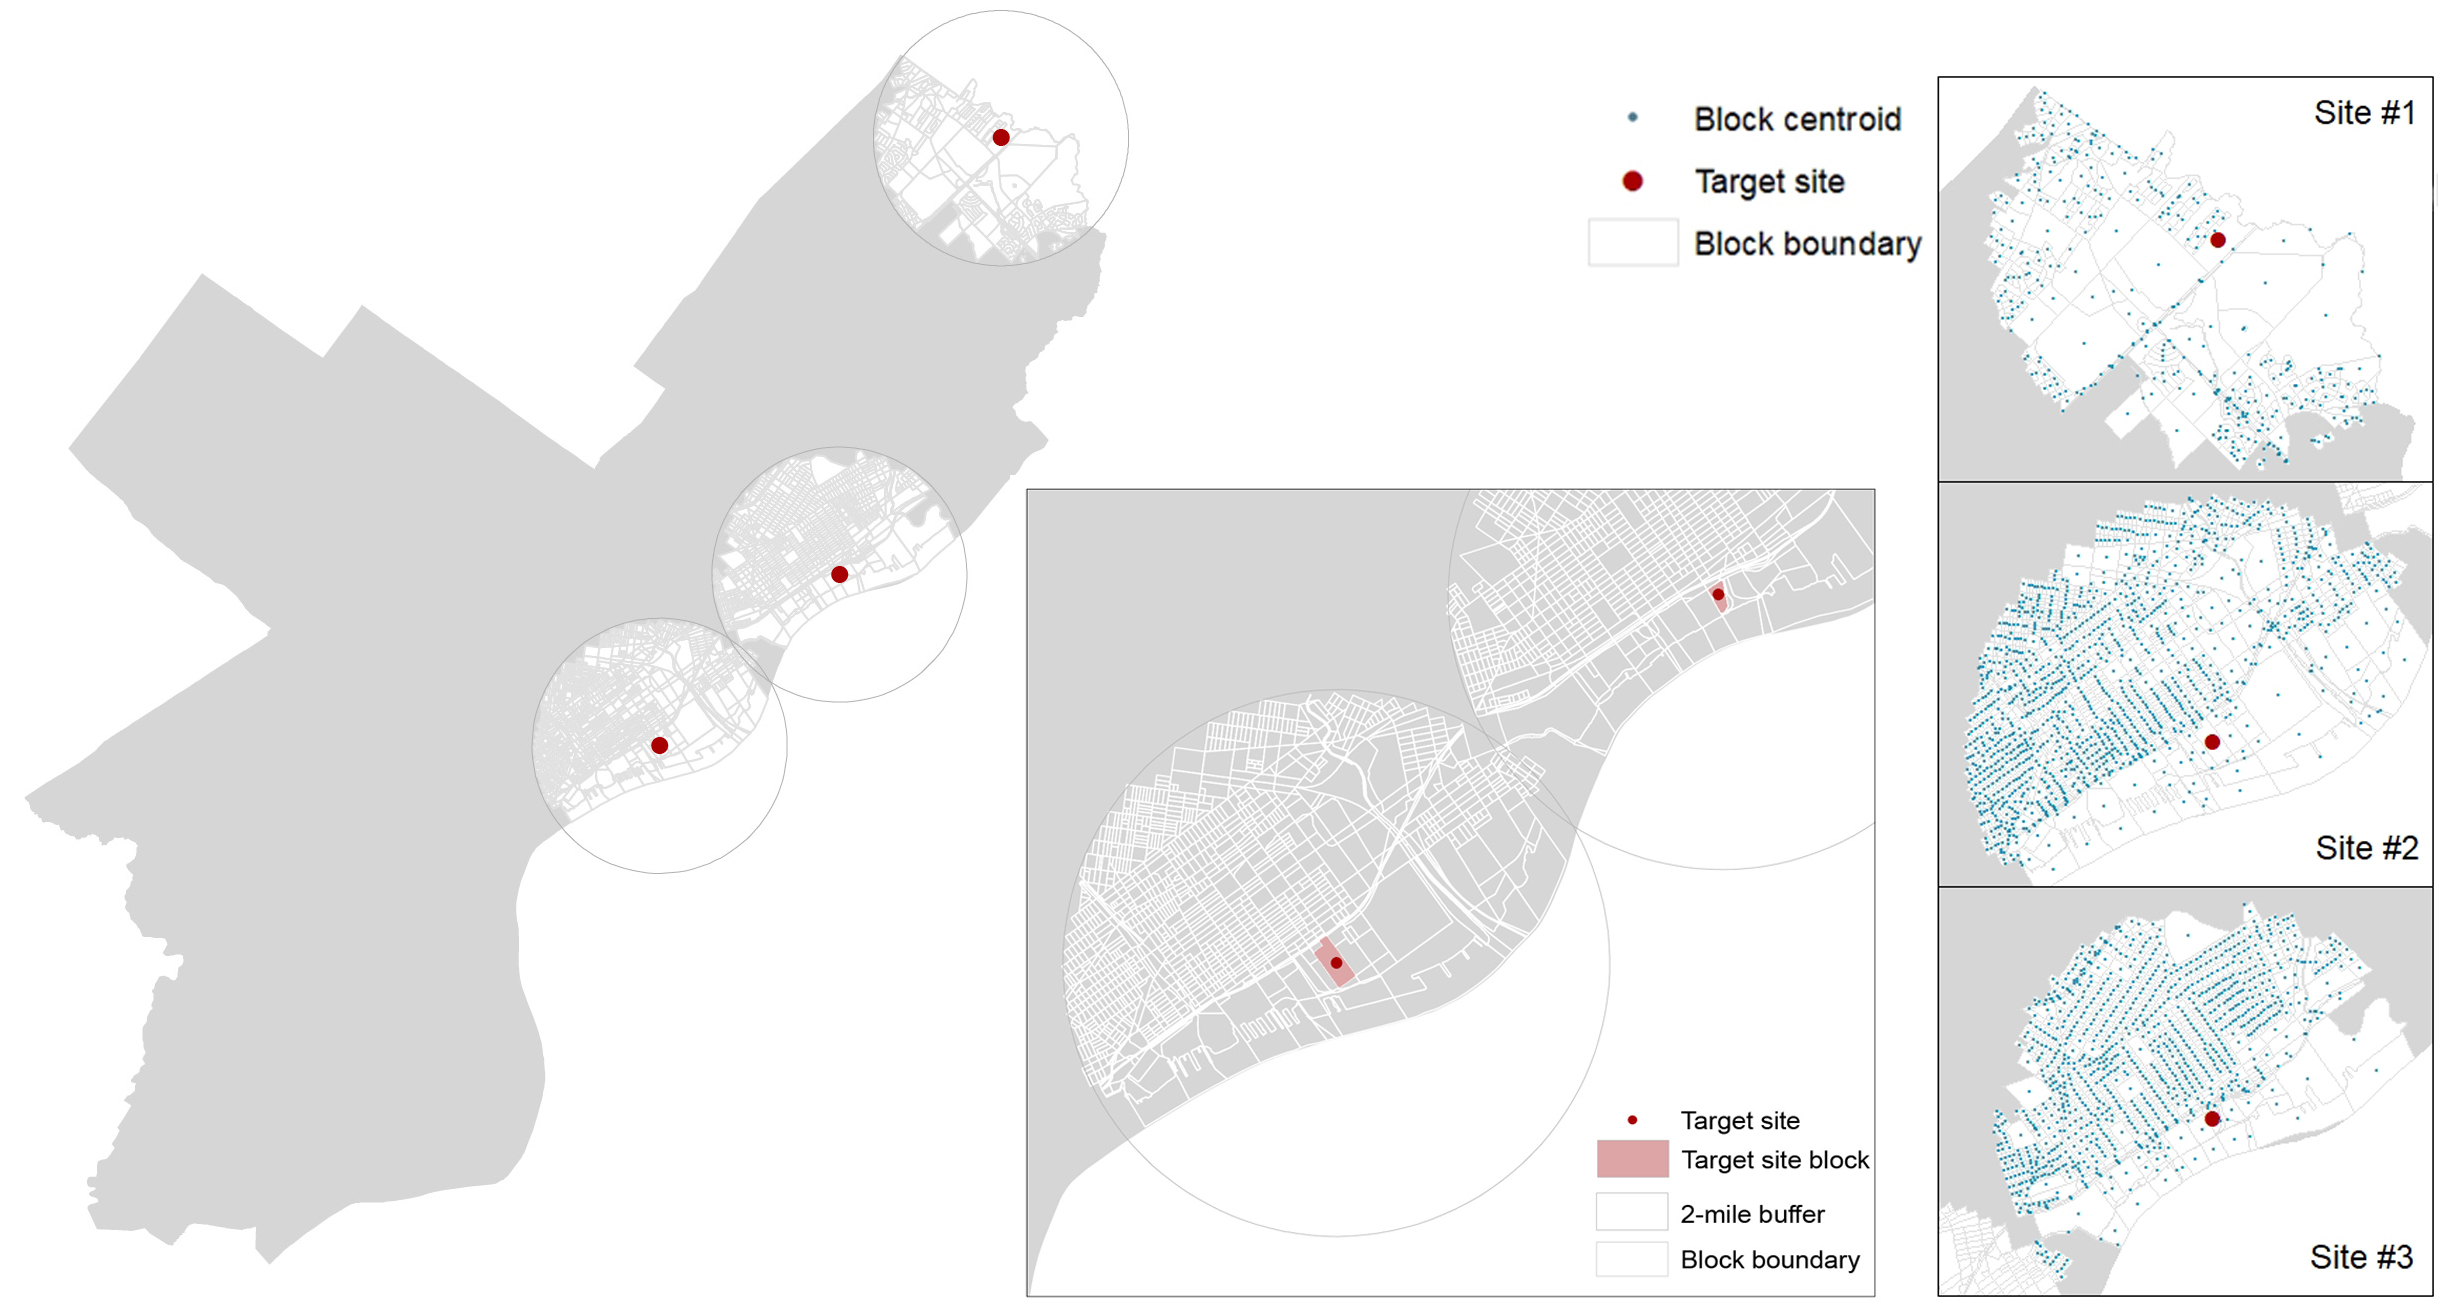 Block centroid
Target site
Block boundary
Site #1
Site #2
Site #3
Target site
Target site block
2-mile buffer
Block boundary